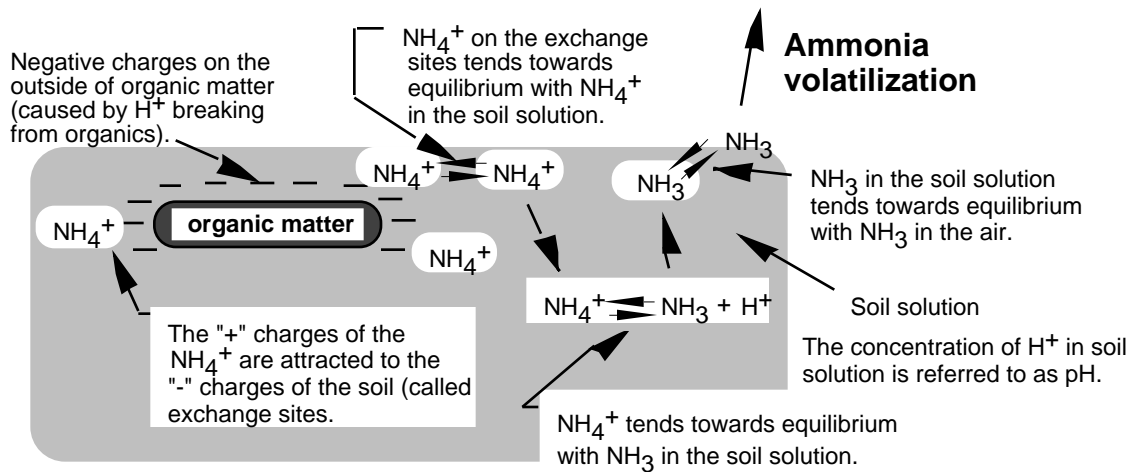 Negative charges on the
outside of organic matter
(caused by H+ breaking
from organics).
NH4+ on the exchange
sites tends towards
equilibrium with NH4+
in the soil solution.
Ammonia
volatilization
NH4+
NH4+
NH3
NH3
NH4+
organic matter
NH4+
NH3 in the soil solution
tends towards equilibrium
with NH3 in the air.
NH4+ NH3 + H+
The "+" charges of the
NH4+ are attracted to the
"-" charges of the soil (called
exchange sites.
Soil solution
The concentration of H+ in soil
solution is referred to as pH.
NH4+ tends towards equilibrium
with NH3 in the soil solution.